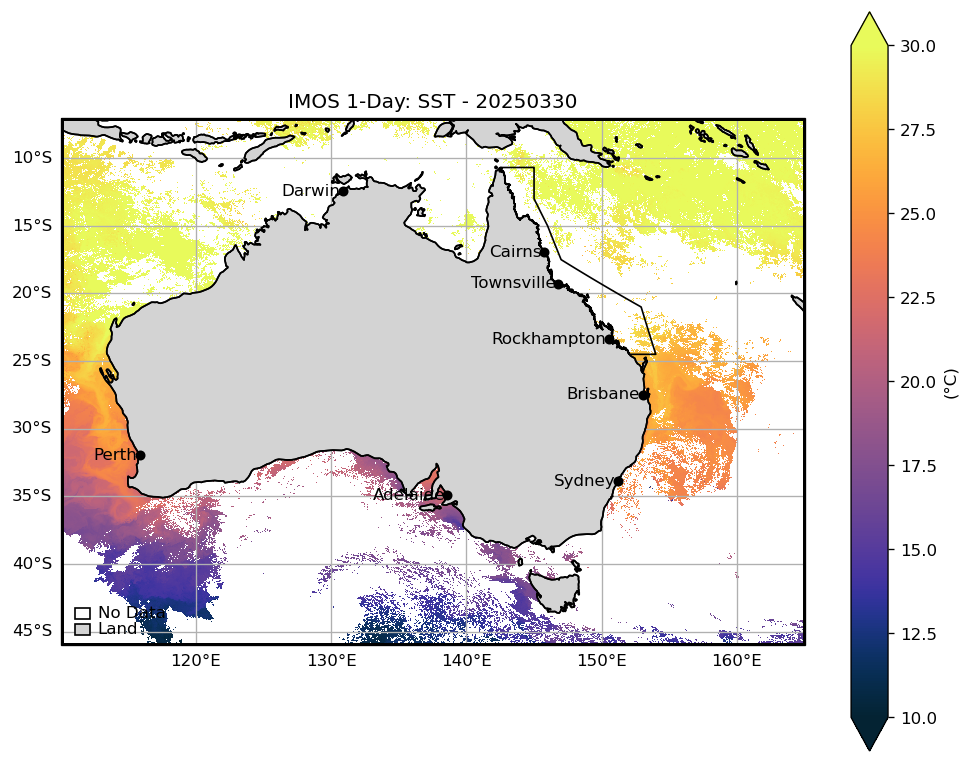 IMOS 1-Day: SST - 20250330
30.0
27.5
25.0
22.5
20.0
17.5
15.0
12.5
10.0
(°C)
10°S
15°S
20°S
25°S
30°S
35°S
40°S
45°S
Darwin
Cairns
Townsville
Rockhampton
Brisbane
Perth
Sydney
Adelaide
No Data
Land
120°E
130°E
140°E
150°E
160°E